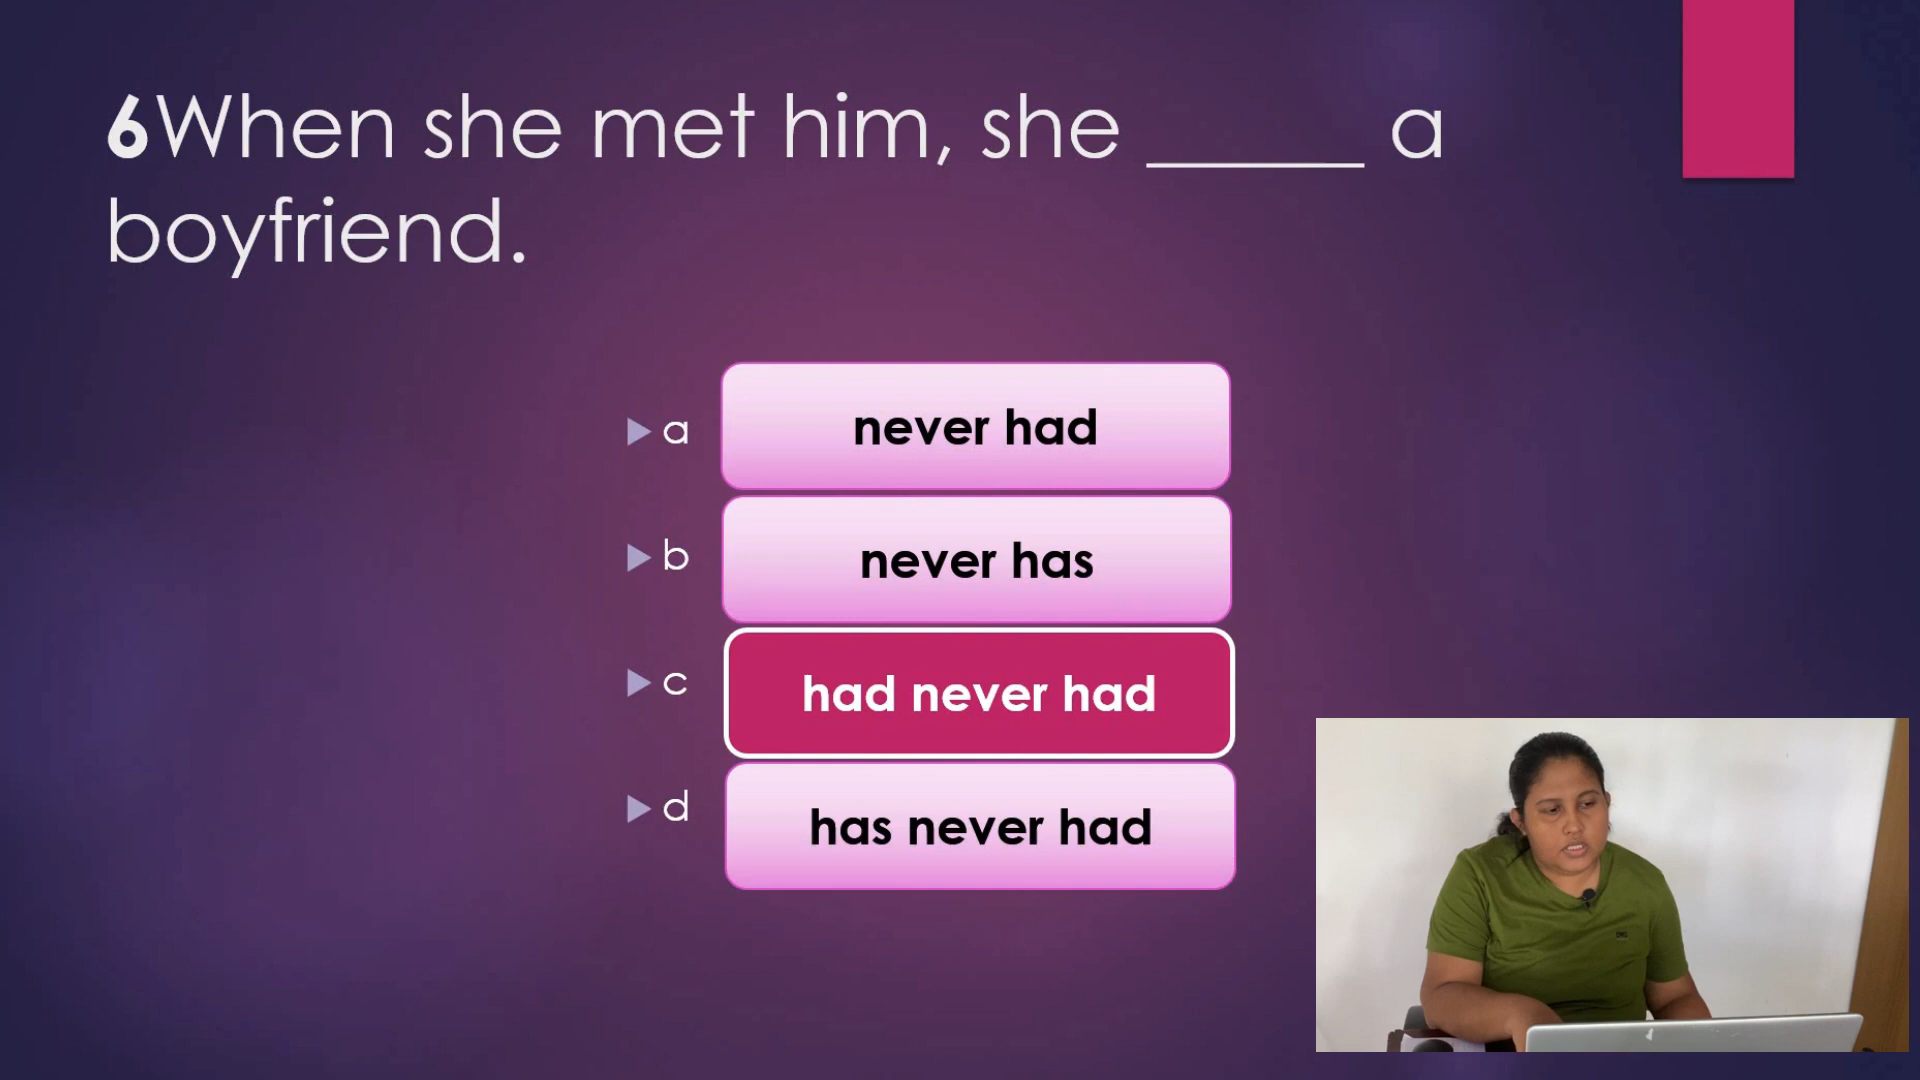 6When she met him, she _____ a
boyfriend.
a never had
b never has
c had never had
d has never had